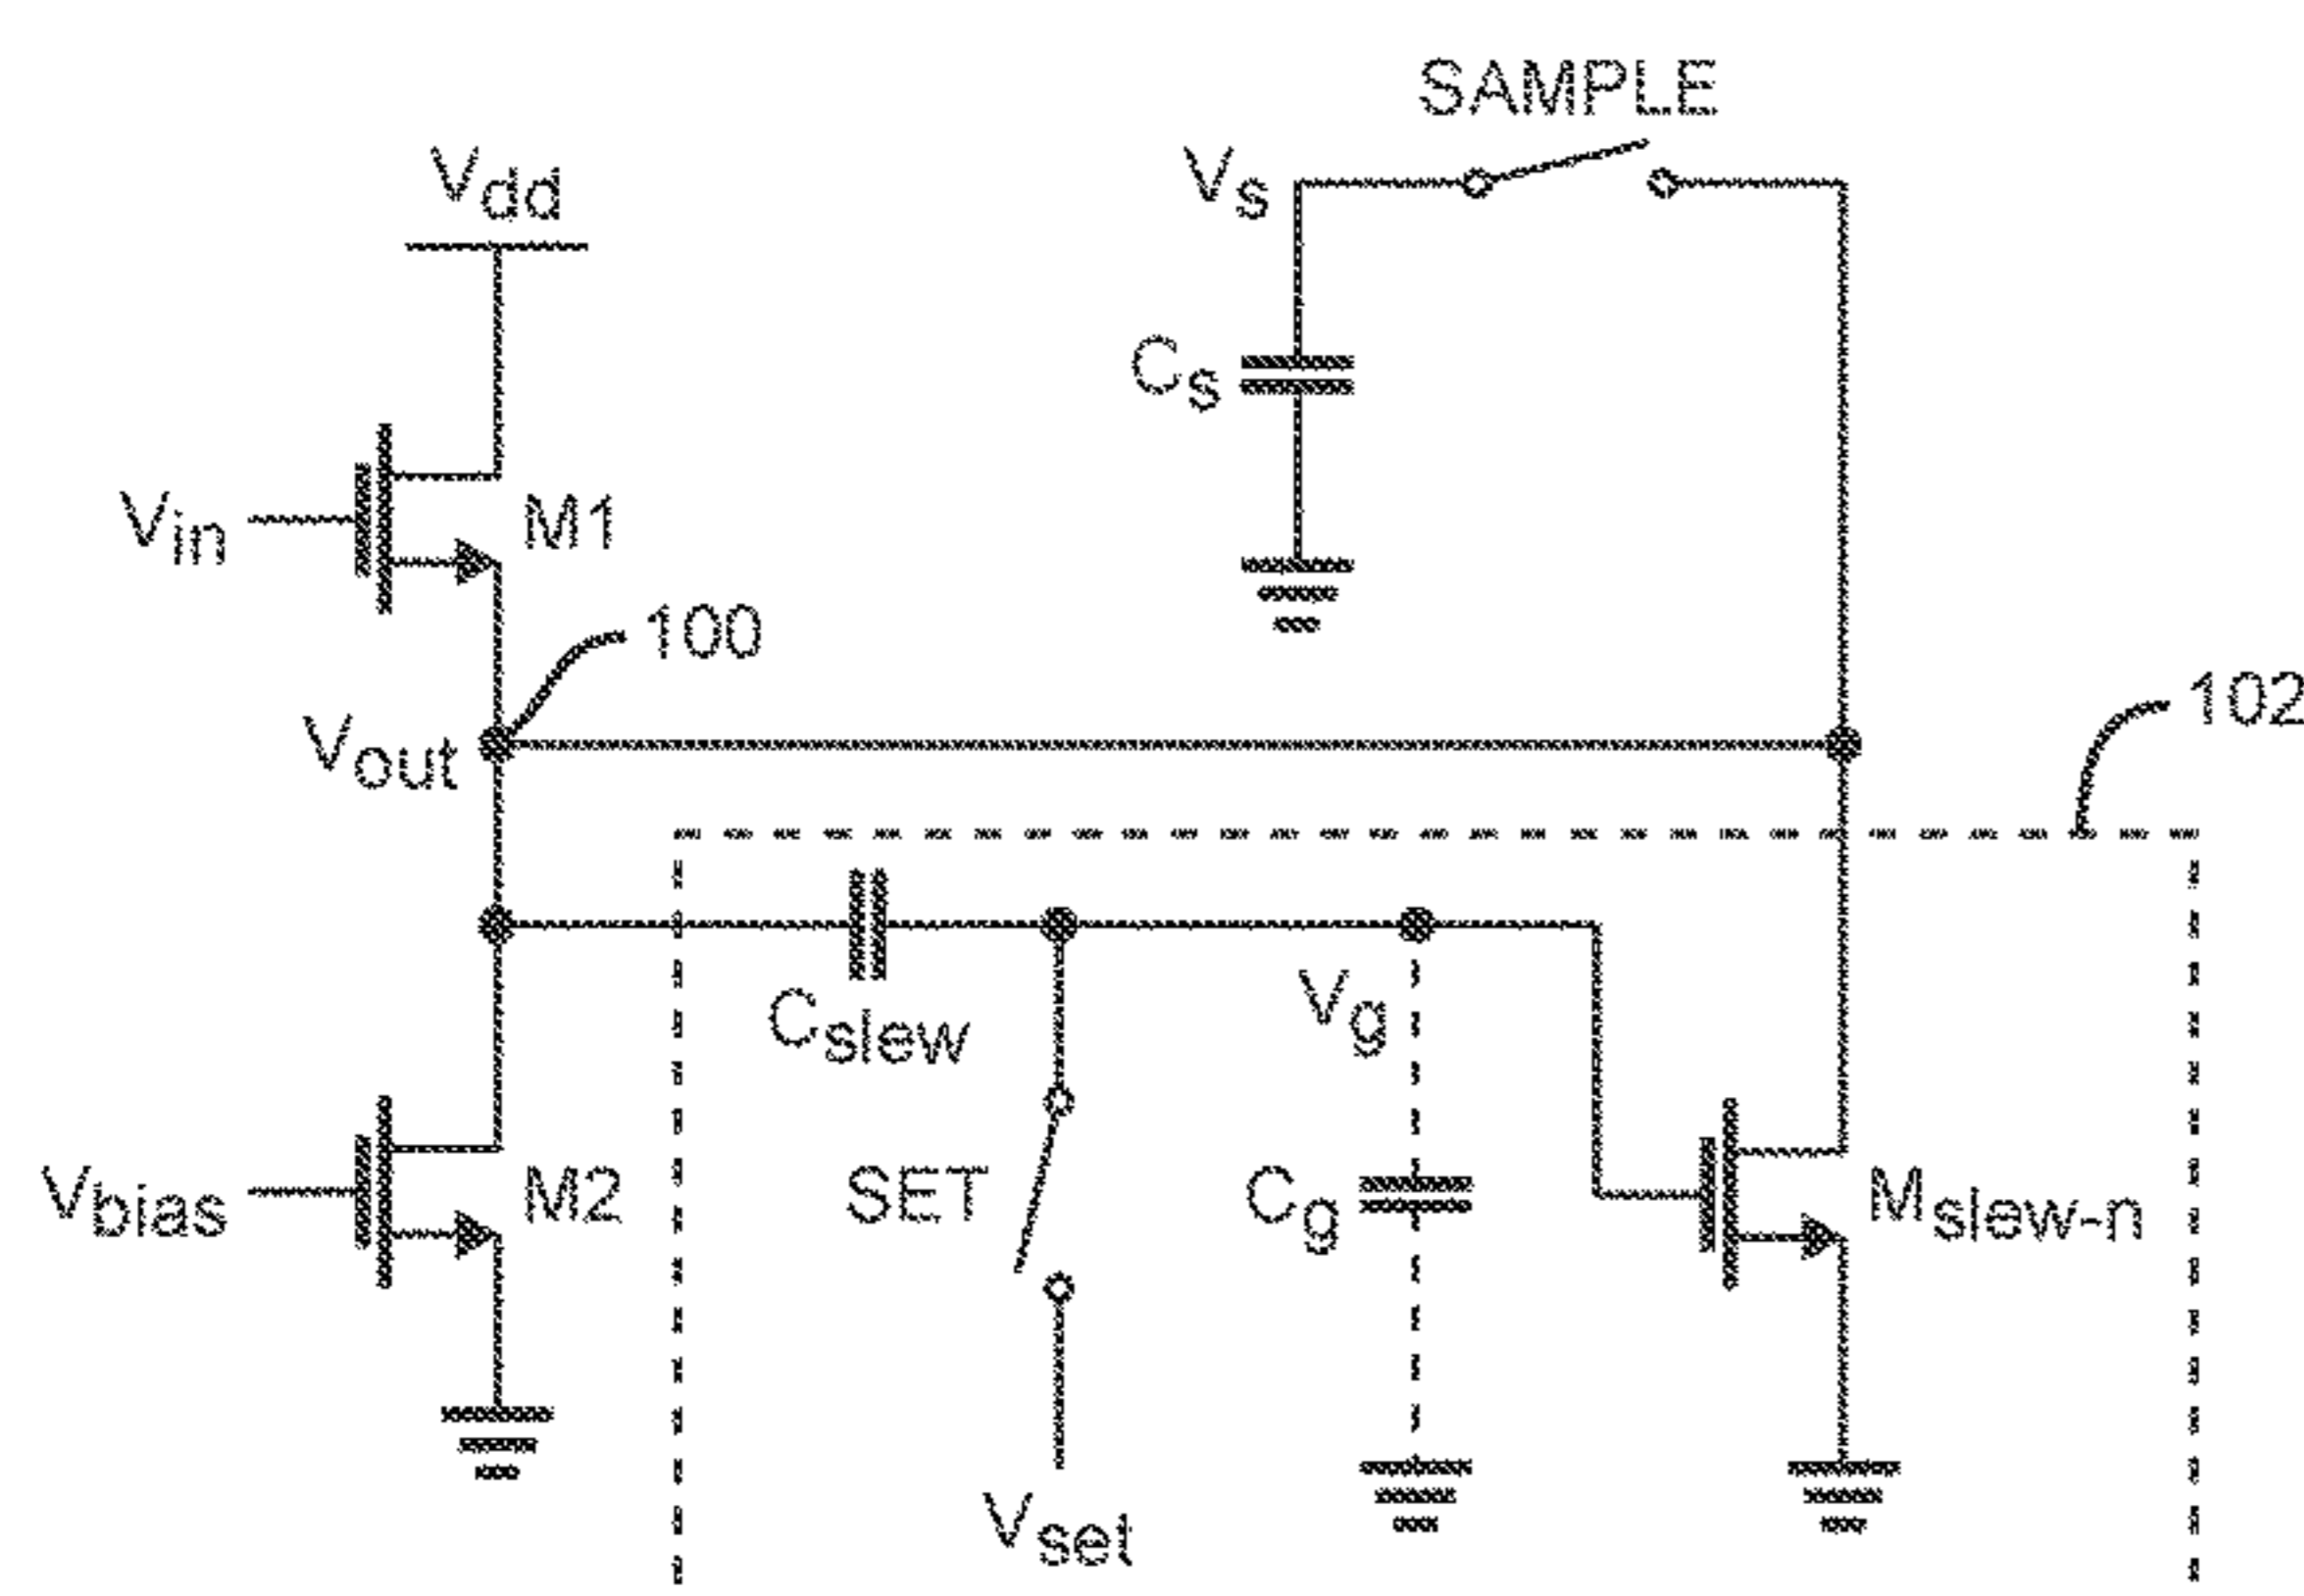 SAMPLE
Vdd
Vs
Cs
Vin
M1
100
Vout
102
Cslew
Vg
Vbias
M2
SET
Cg
Mslew-n
Vset